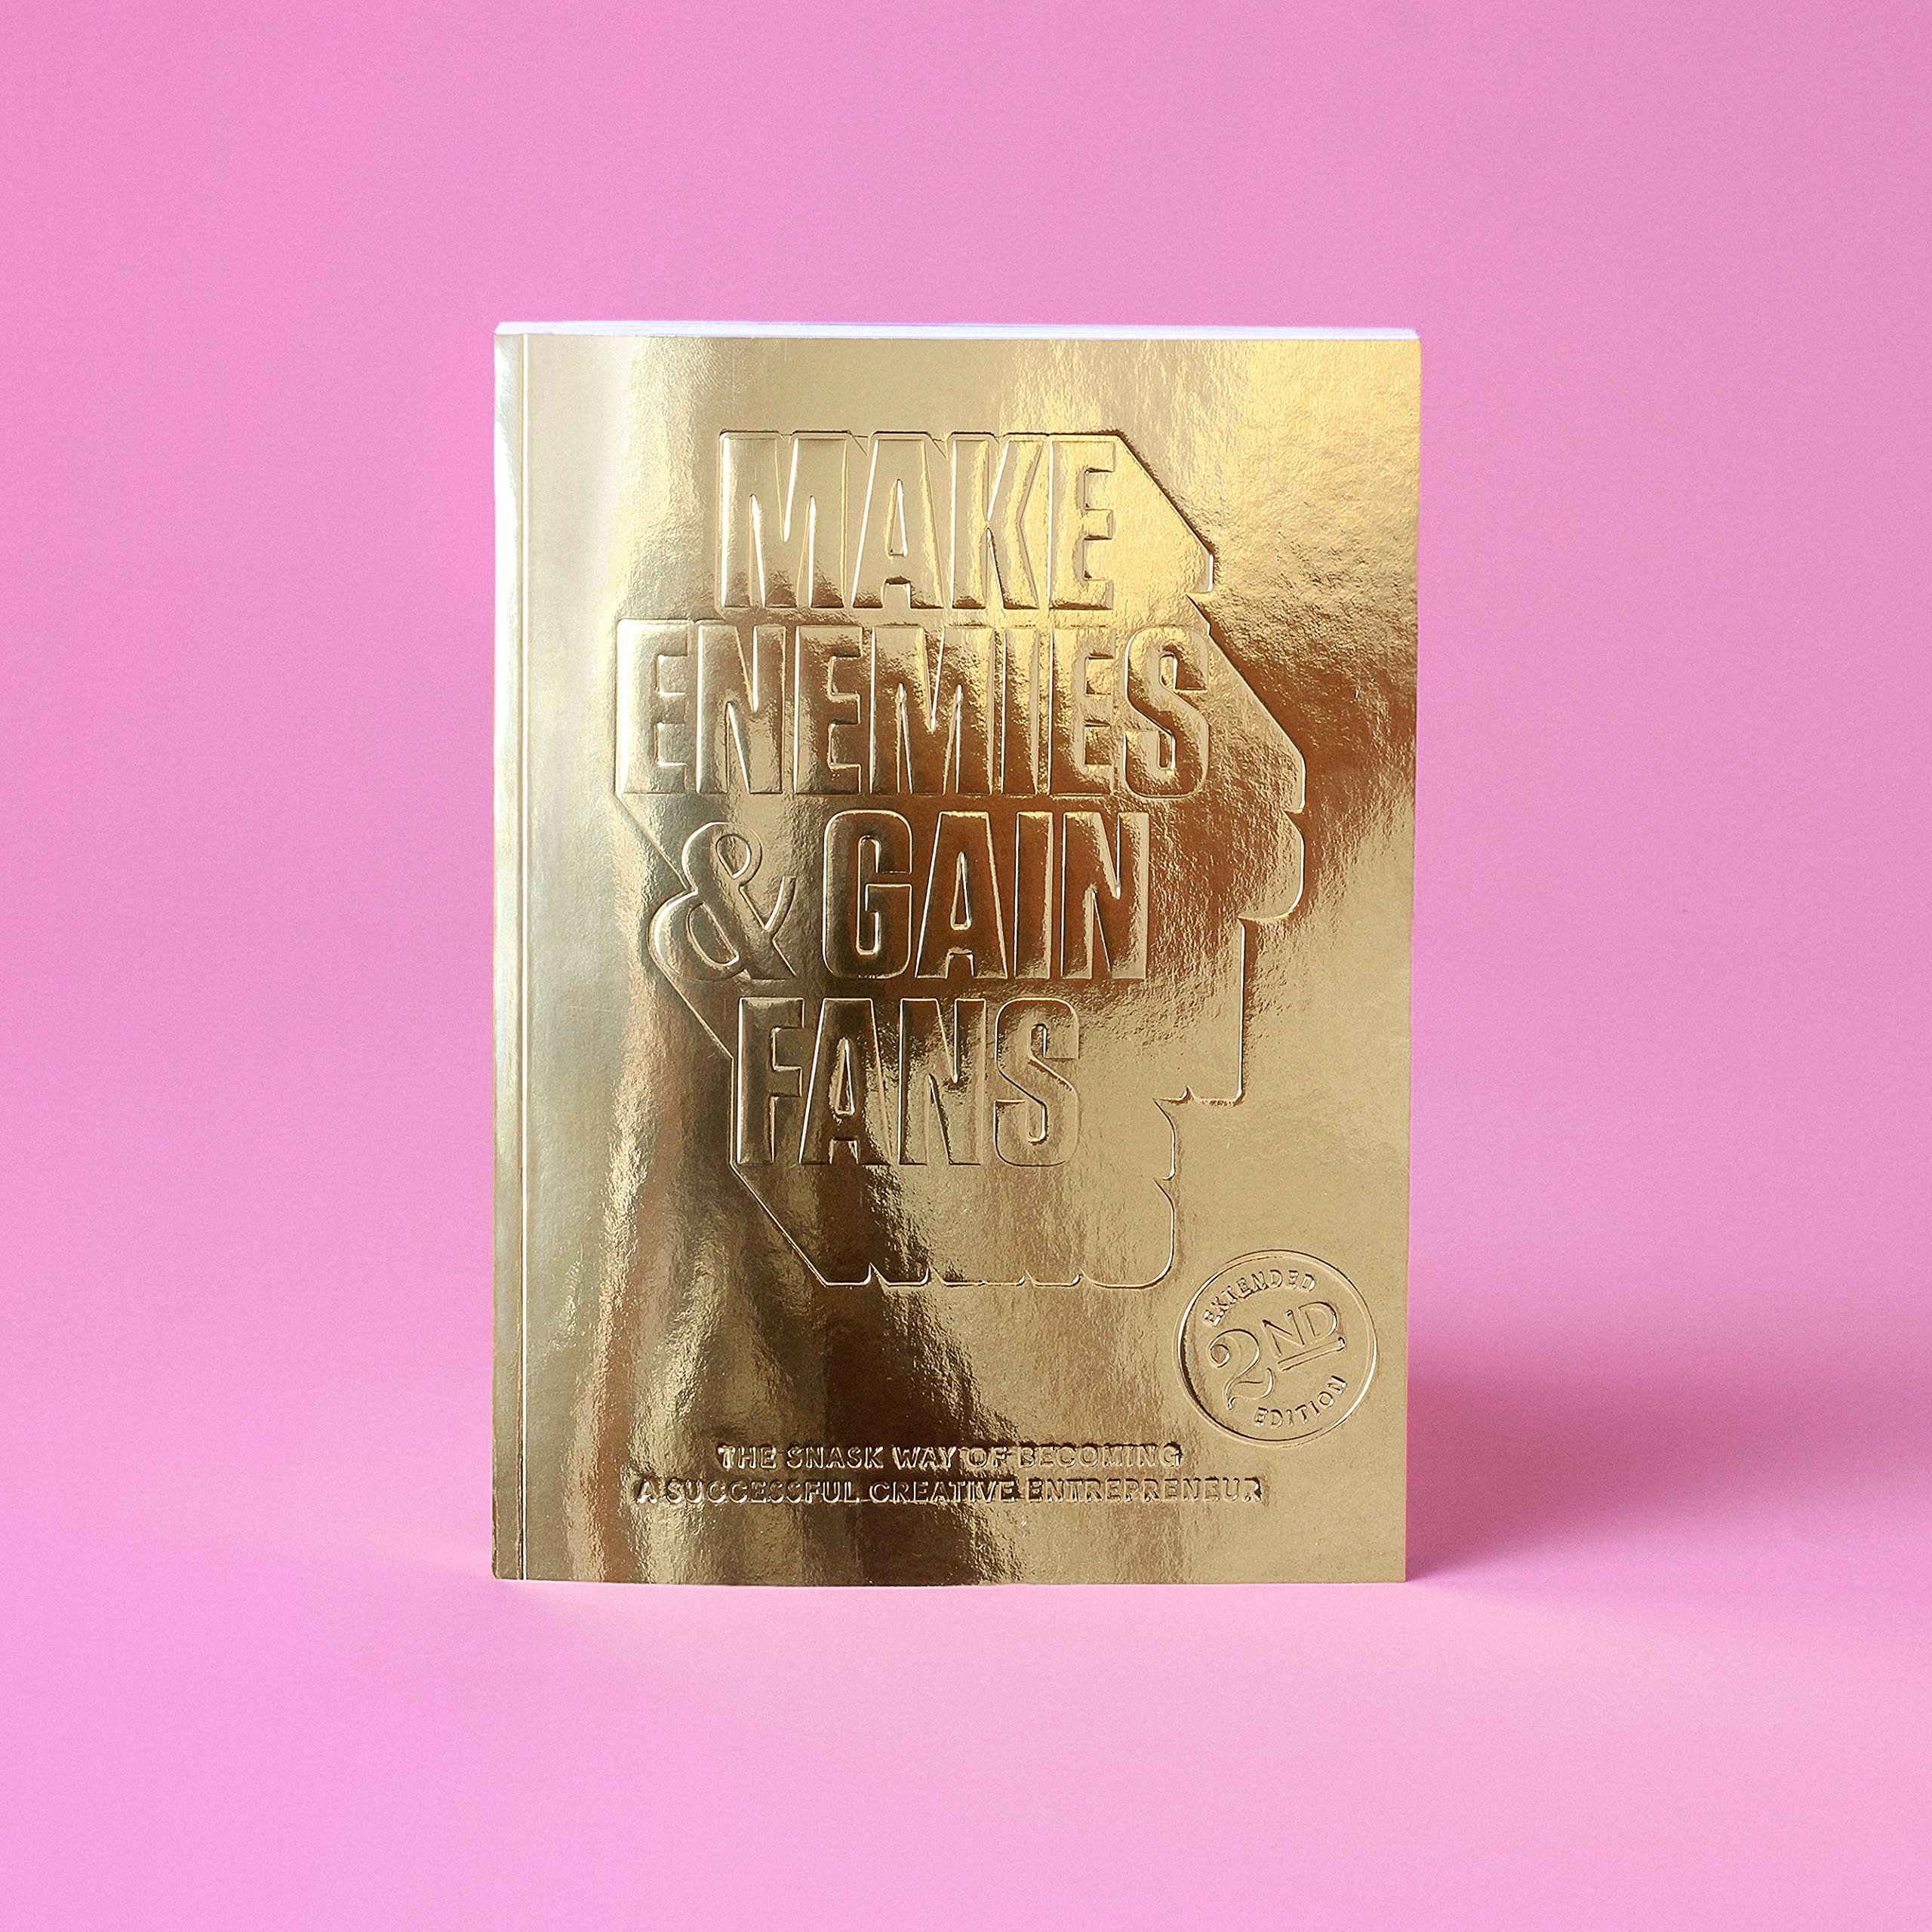 MAKE
ENEMIES
& GAIN
FANS
EXTENDED
2ND
EDITION
THE SNASK WAY OF BECOMING
A SUCCESSFUL CREATIVE ENTREPRENEUR